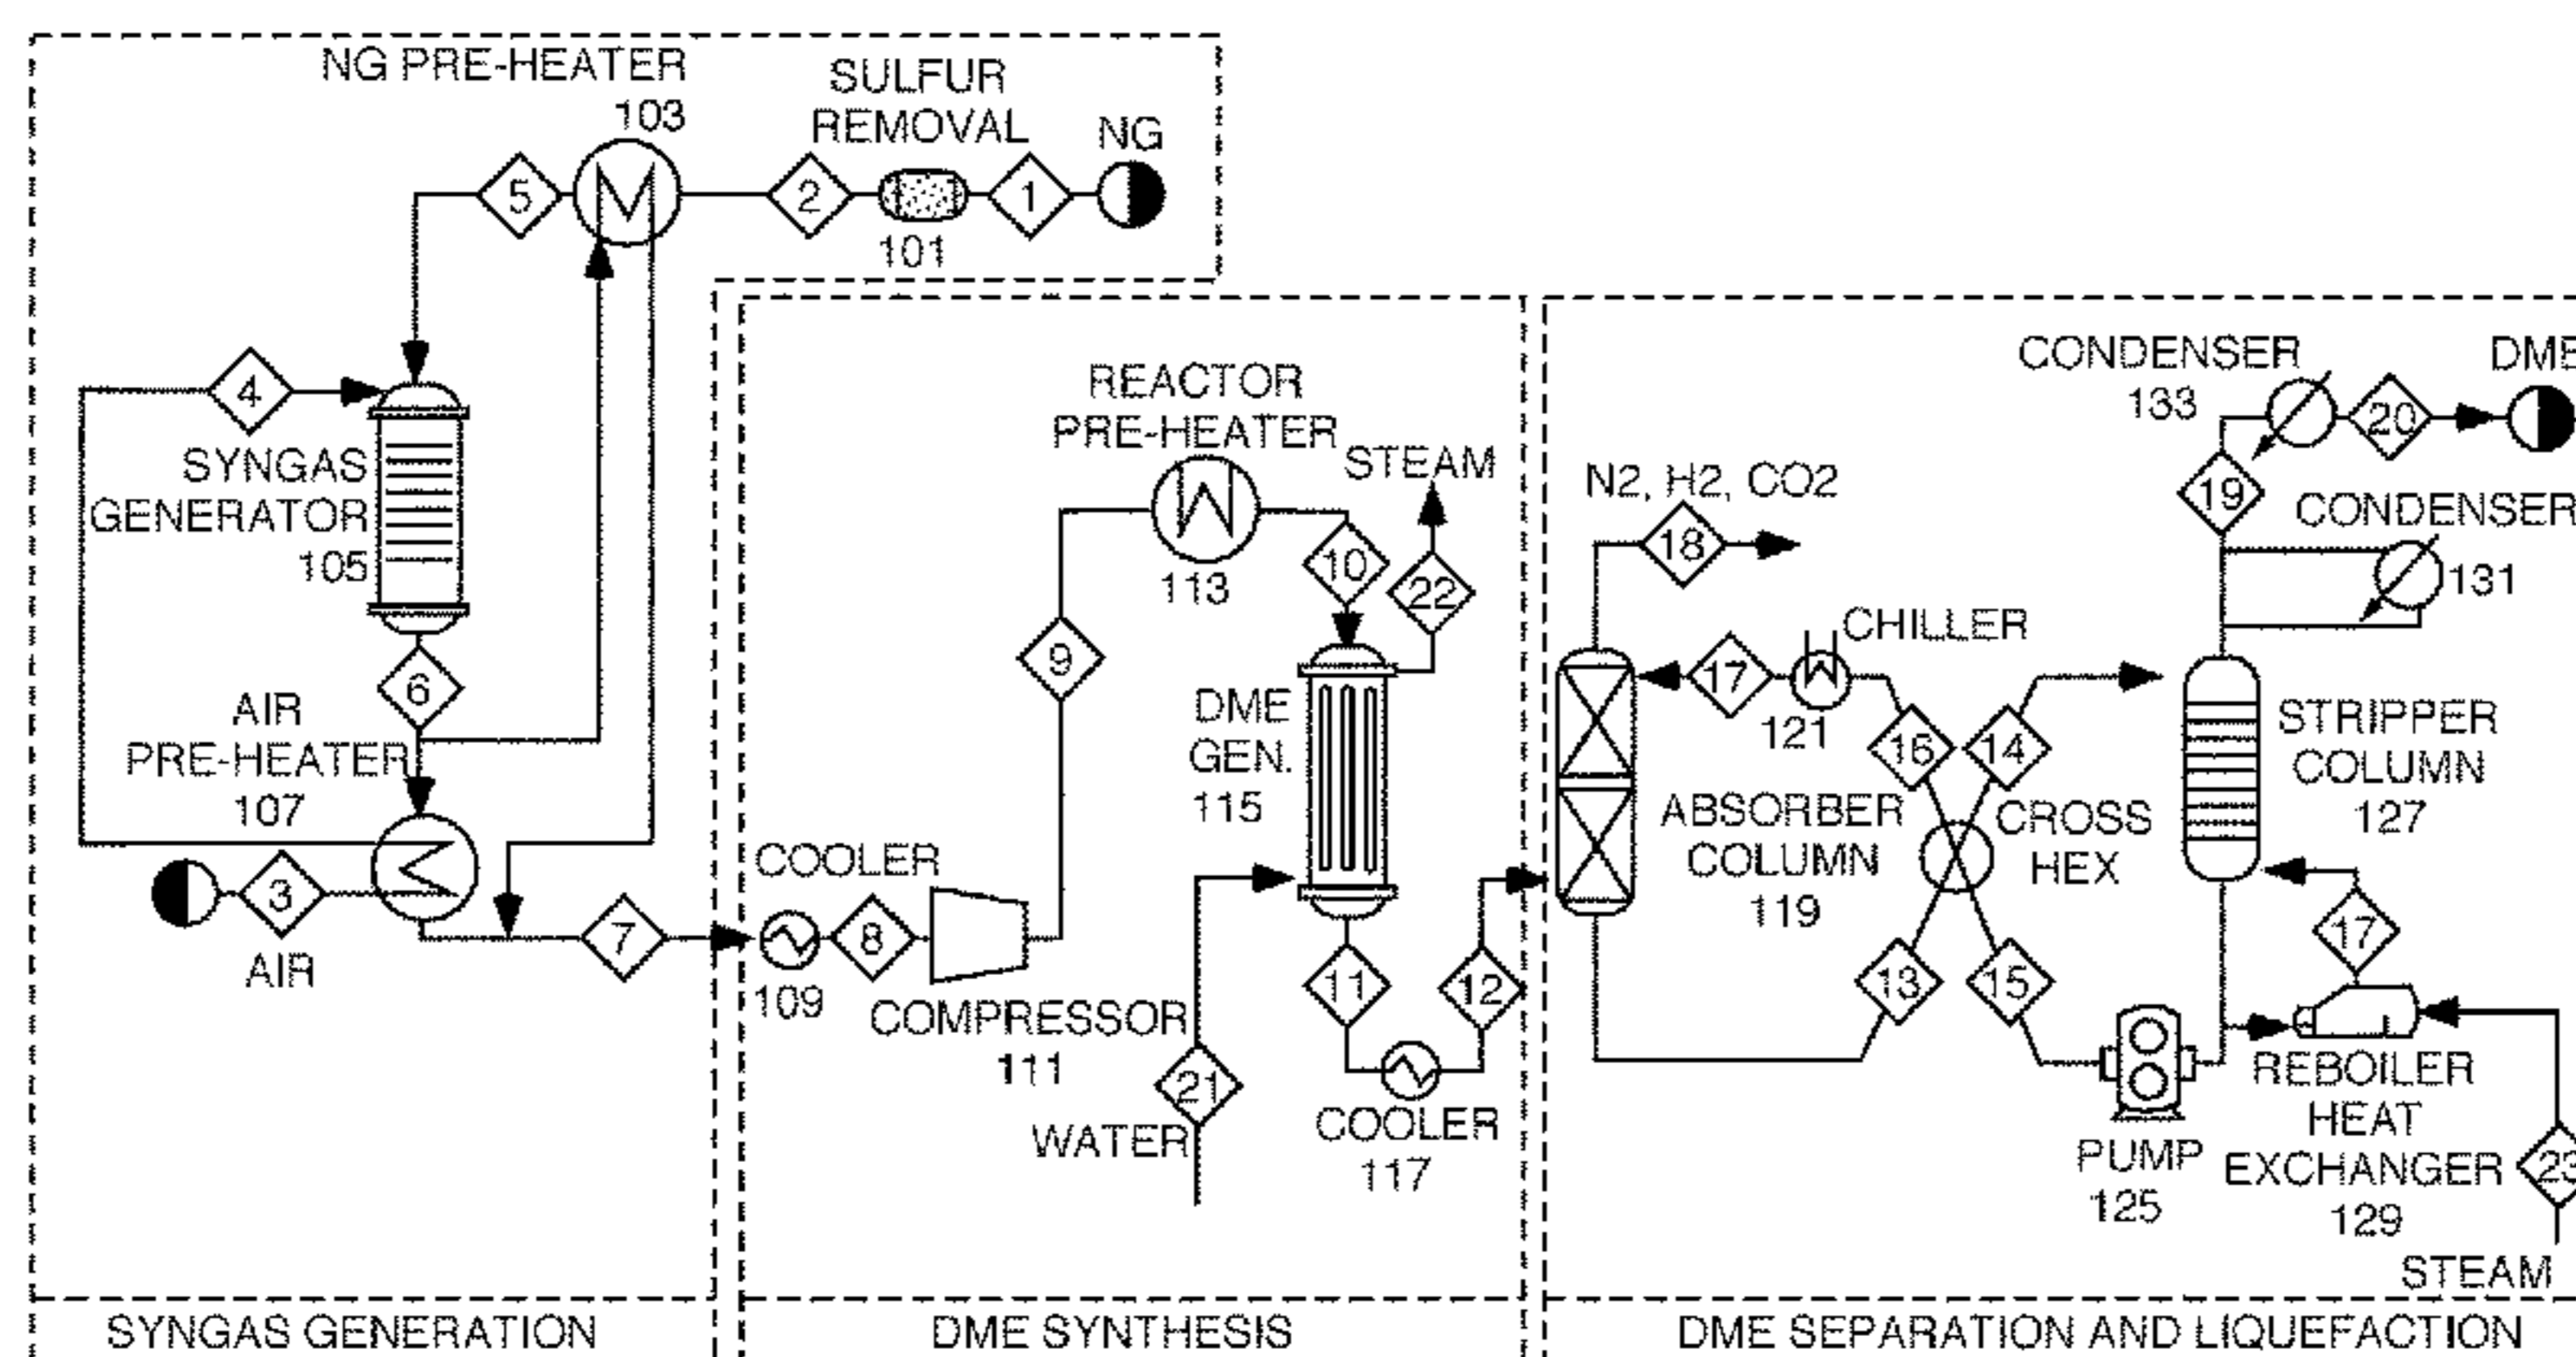 NG PRE-HEATER
103
SULFUR
REMOVAL
NG
5
2
1
101
4
SYNGAS
GENERATOR
105
6
AIR
PRE-HEATER
107
3
AIR
7
SYNGAS GENERATION
REACTOR
PRE-HEATER
STEAM
113
10
22
9
DME
GEN.
115
COOLER
8
109
COMPRESSOR
111
11
12
21
WATER
COOLER
117
DME SYNTHESIS
CONDENSER
133
DME
20
19
N2, H2, CO2
18
CONDENSER
131
CHILLER
17
121
16
14
STRIPPER
COLUMN
127
ABSORBER
COLUMN
119
CROSS
HEX
17
13
15
REBOILER
HEAT
EXCHANGER
129
PUMP
125
23
STEAM
DME SEPARATION AND LIQUEFACTION